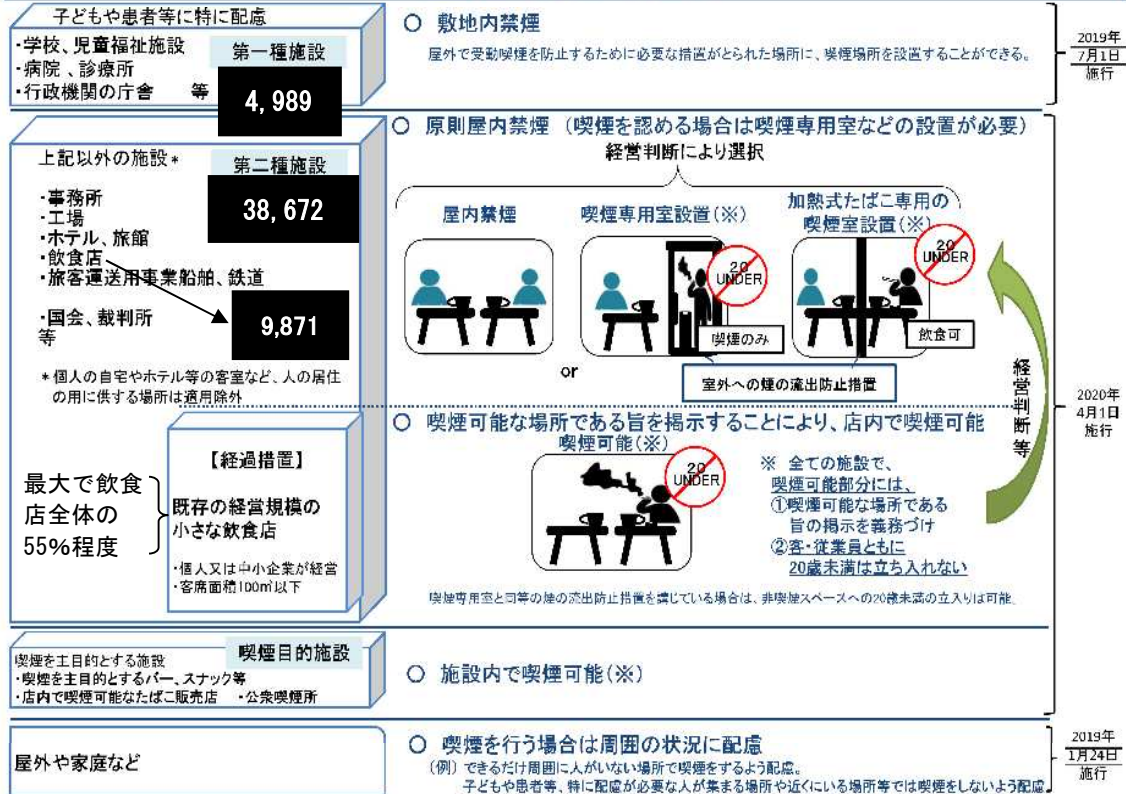 子どもや患者等に特に配慮
・学校、児童福祉施設
・病院、診療所
・行政機関の庁舎　等
第一種施設
4,989
○ 敷地内禁煙
屋外で受動喫煙を防止するために必要な措置がとられた場所に、喫煙場所を設置することができる。
2019年
7月1日
施行
上記以外の施設*
第二種施設
38,672
・事務所
・工場
・ホテル、旅館
・飲食店
・旅客運送用事業船舶、鉄道
・国会、裁判所
等
9,871
*個人の自宅やホテル等の客室など、人の居住
の用に供する場所は適用除外
○ 原則屋内禁煙 (喫煙を認める場合は喫煙専用室などの設置が必要)
経営判断により選択
屋内禁煙
喫煙専用室設置(※)
加熱式たばこ専用の
喫煙室設置(※)
20
UNDER
20
UNDER
喫煙のみ
飲食可
or
室外への煙の流出防止措置
経営判断等
2020年
4月1日
施行
○ 喫煙可能な場所である旨を掲示することにより、店内で喫煙可能
喫煙可能(※)
20
UNDER
【経過措置】
既存の経営規模の
小さな飲食店
・個人又は中小企業が経営
・客席面積100㎡以下
最大で飲食
店全体の
55%程度
※ 全ての施設で、
喫煙可能部分には、
①喫煙可能な場所である
旨の掲示を義務づけ
②客・従業員ともに
20歳未満は立ち入れない
喫煙専用室と同等の煙の流出防止措置を講じている場合は、非喫煙スペースへの20歳未満の立入りは可能。
喫煙を主目的とする施設
喫煙目的施設
・喫煙を主目的とするバー、スナック等
・店内で喫煙可能なたばこ販売店　・公衆喫煙所
○ 施設内で喫煙可能(※)
屋外や家庭など
○ 喫煙を行う場合は周囲の状況に配慮
(例) できるだけ周囲に人がいない場所で喫煙をするよう配慮。
子どもや患者等、特に配慮が必要な人が集まる場所や近くにいる場所等では喫煙をしないよう配慮。
2019年
1月24日
施行